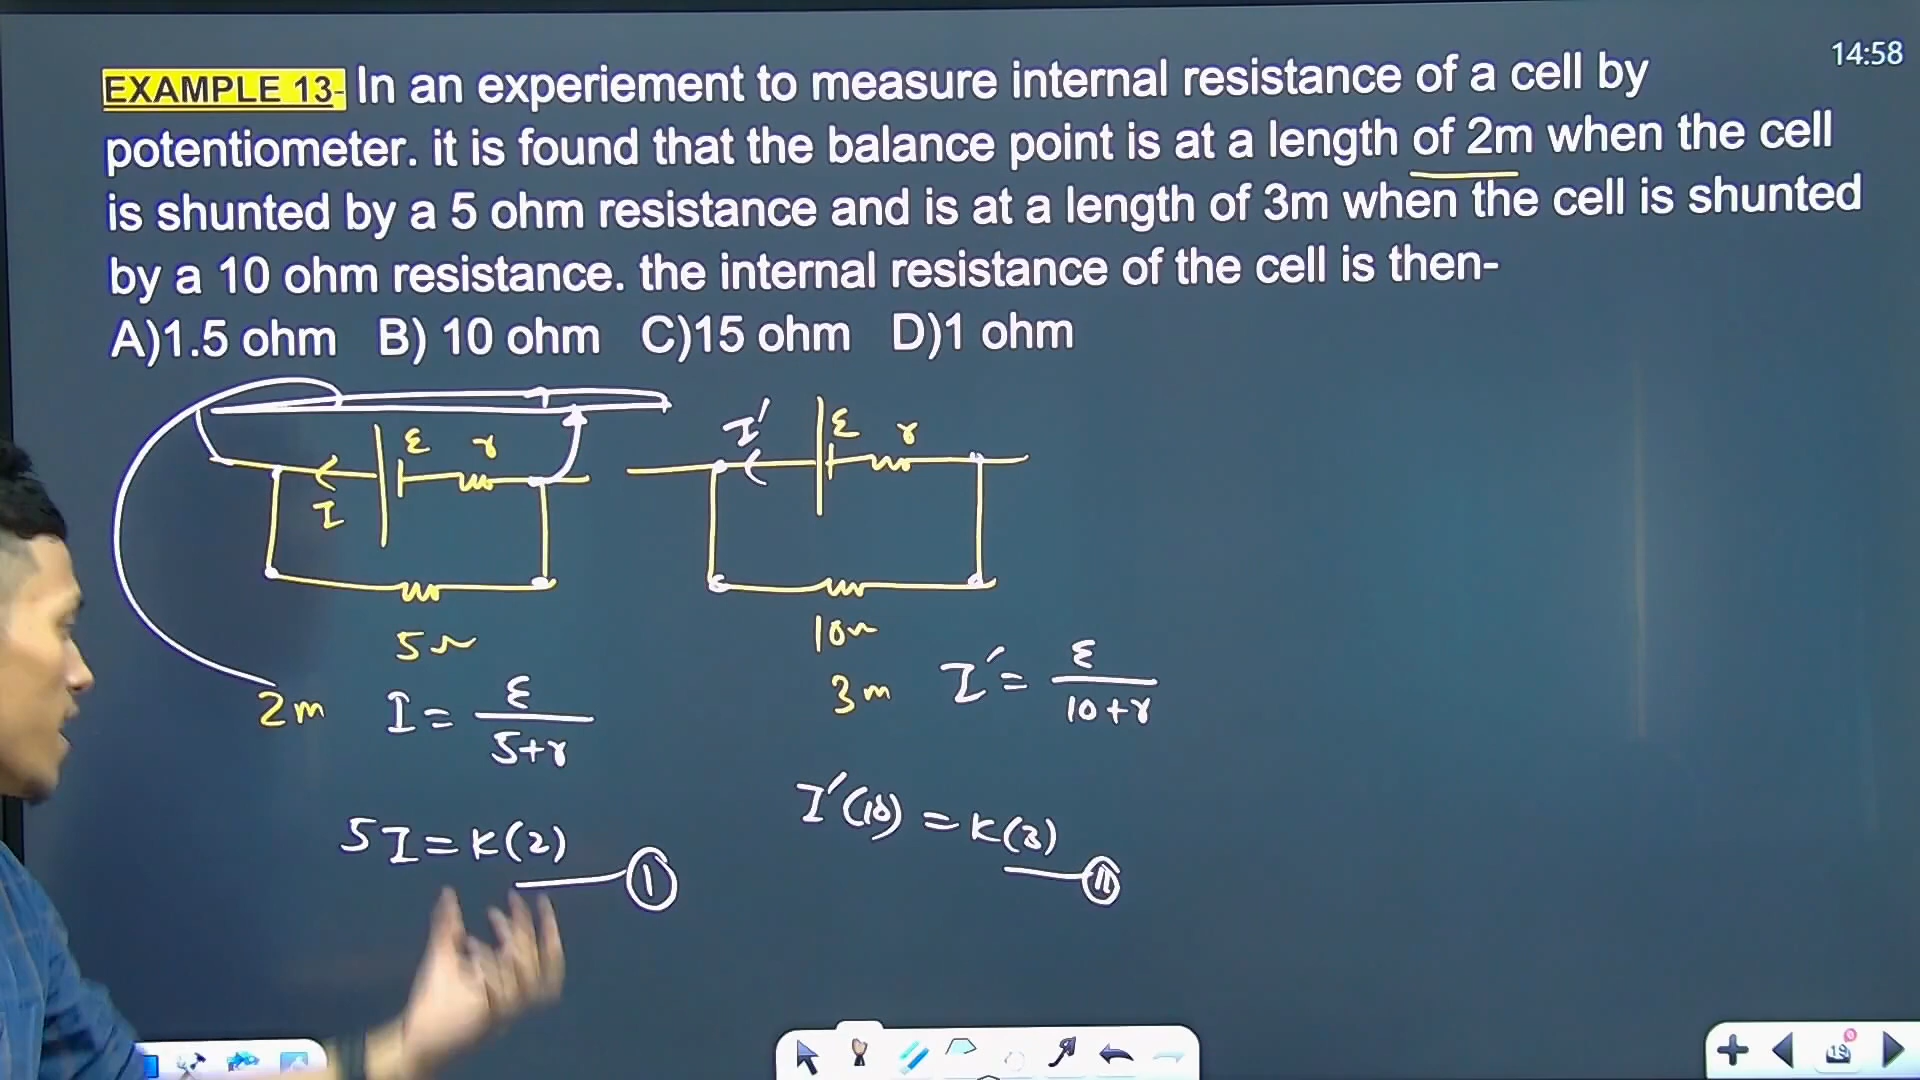 14:58
EXAMPLE 13- In an experiement to measure internal resistance of a cell by
potentiometer. it is found that the balance point is at a length of 2m when the cell
is shunted by a 5 ohm resistance and is at a length of 3m when the cell is shunted
by a 10 ohm resistance. the internal resistance of the cell is then-
A)1.5 ohm B) 10 ohm C)15 ohm D)1 ohm
ε r
I
5Ω
2m
I = ε/(5+r)
5I = K(2)
①
I′ ε r
10Ω
3m
I′ = ε/(10+r)
I′(10) = K(3)
⑪
19